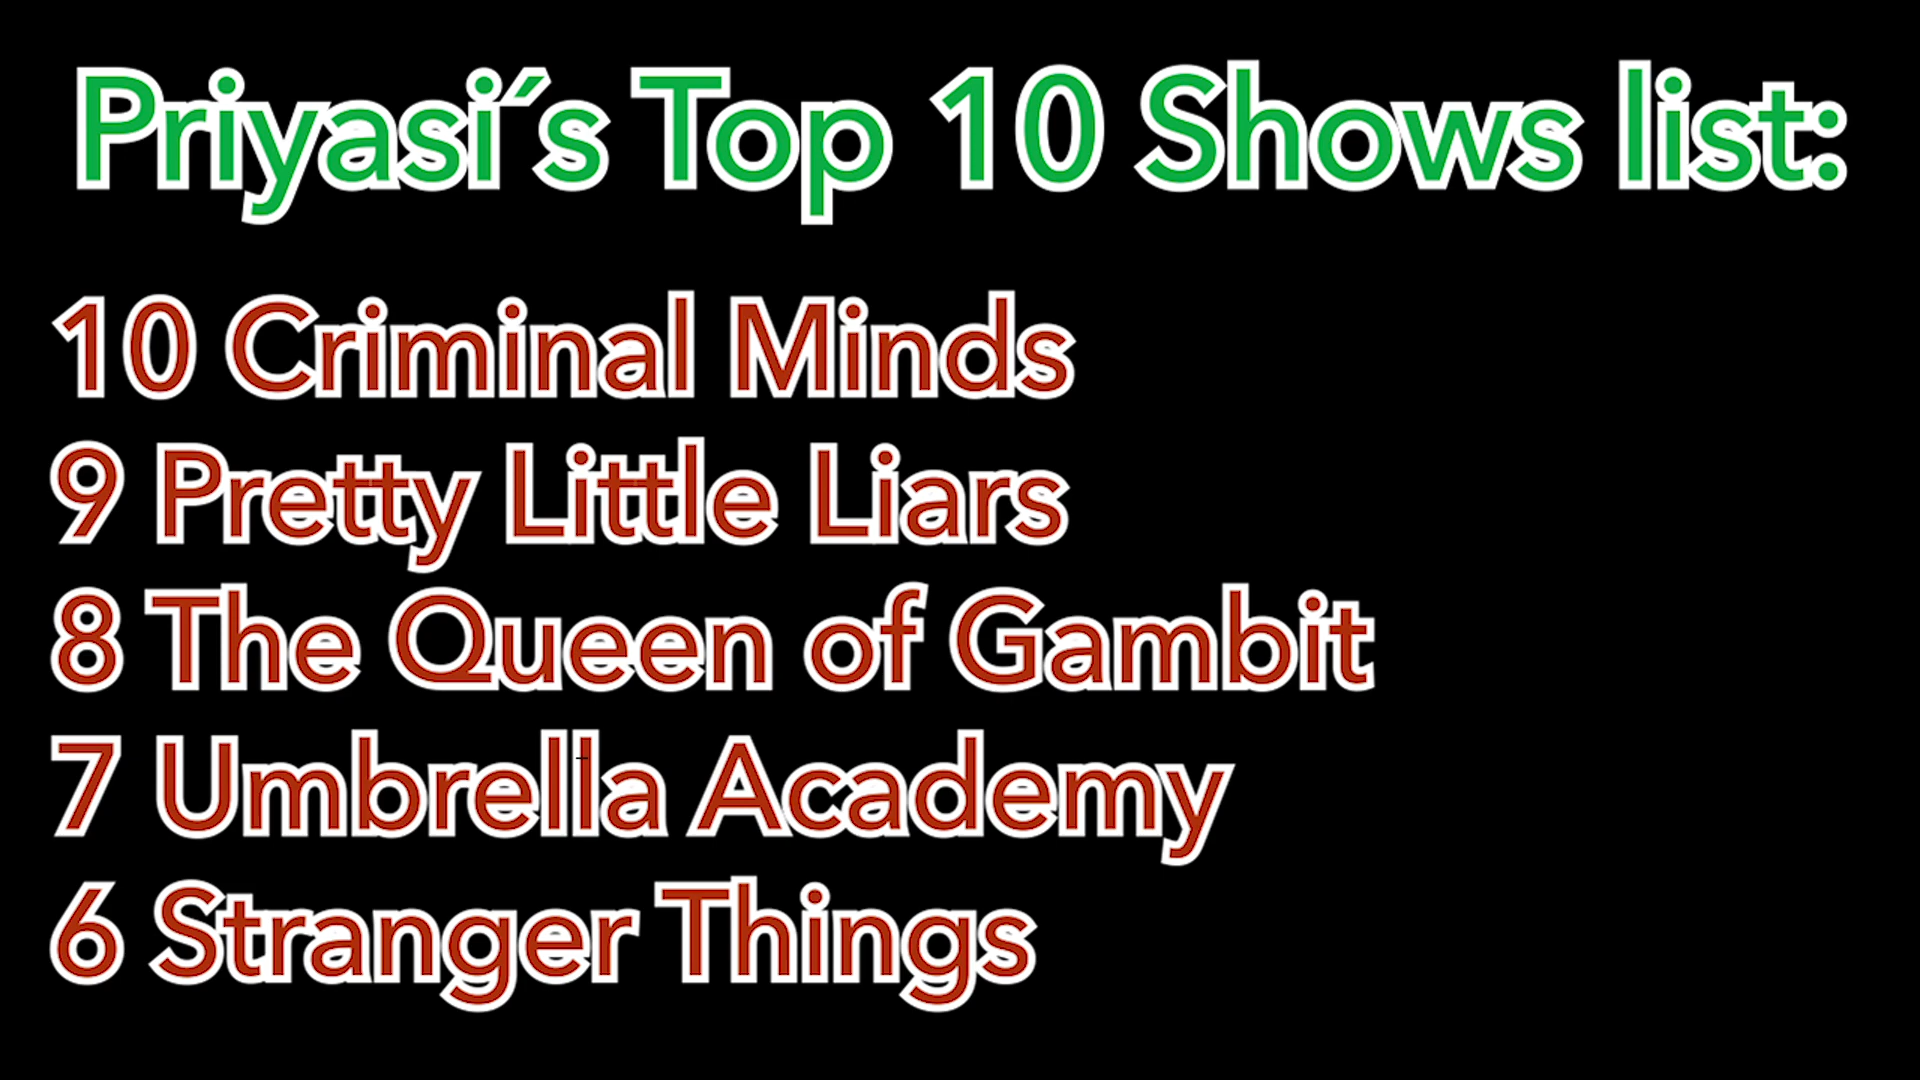 Priyasi´s Top 10 Shows list:
10 Criminal Minds
9 Pretty Little Liars
8 The Queen of Gambit
7 Umbrella Academy
6 Stranger Things